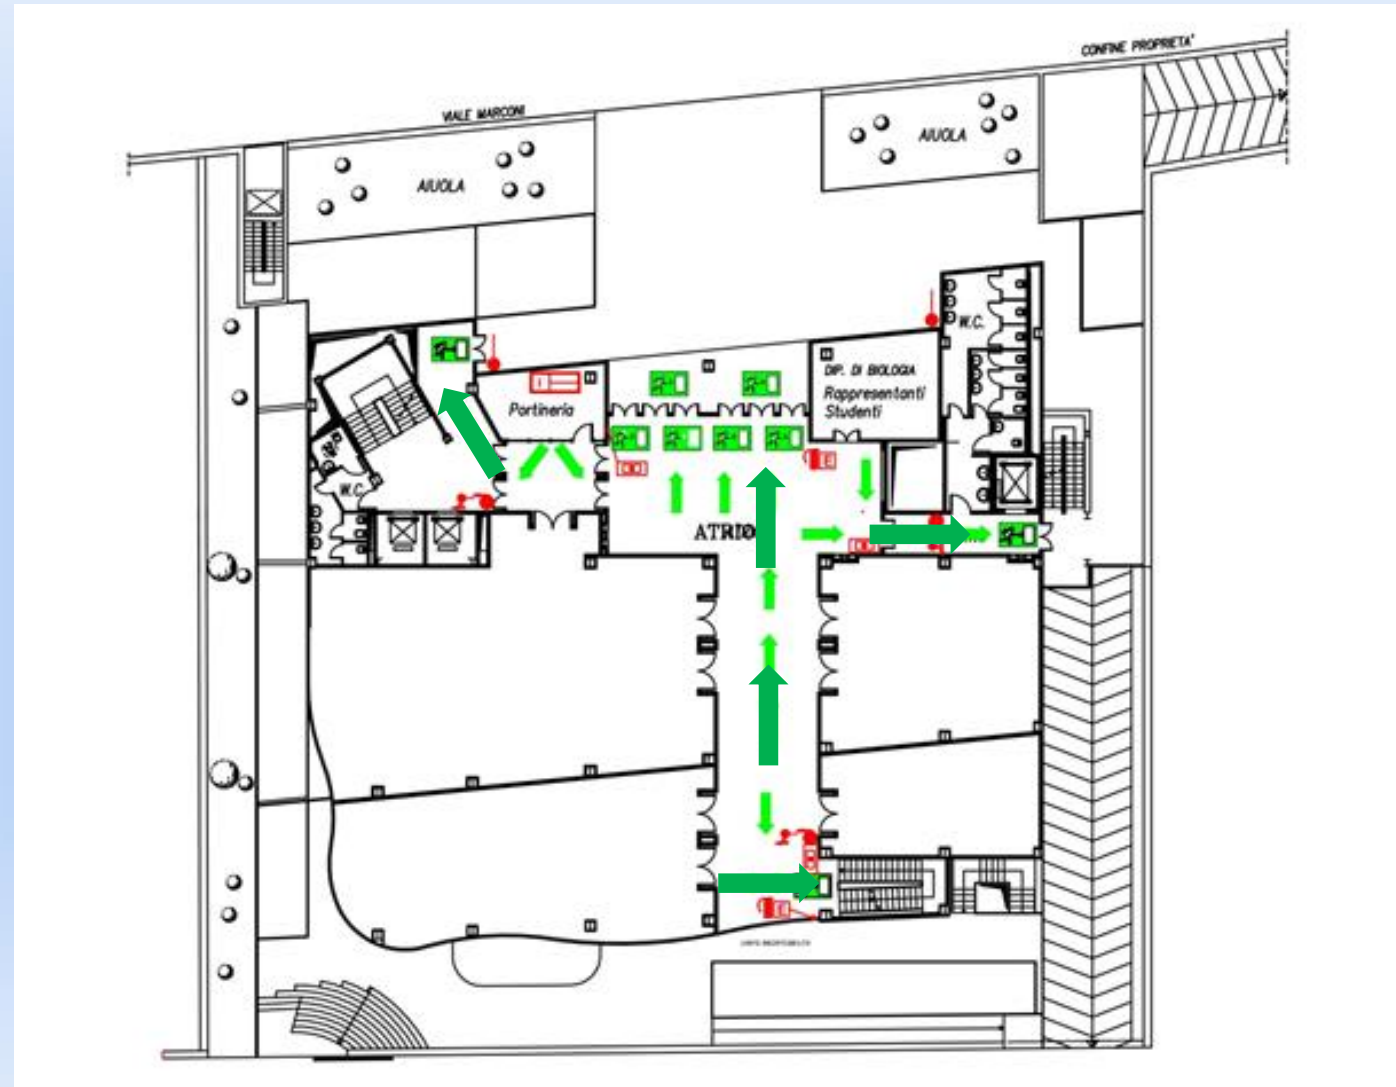 CONFINE PROPRIETA'
VIALE MARCONI
AIUOLA
AIUOLA
W.C.
DIP. DI BIOLOGIA
Rappresentanti
Studenti
Portineria
W.C.
ATRIO